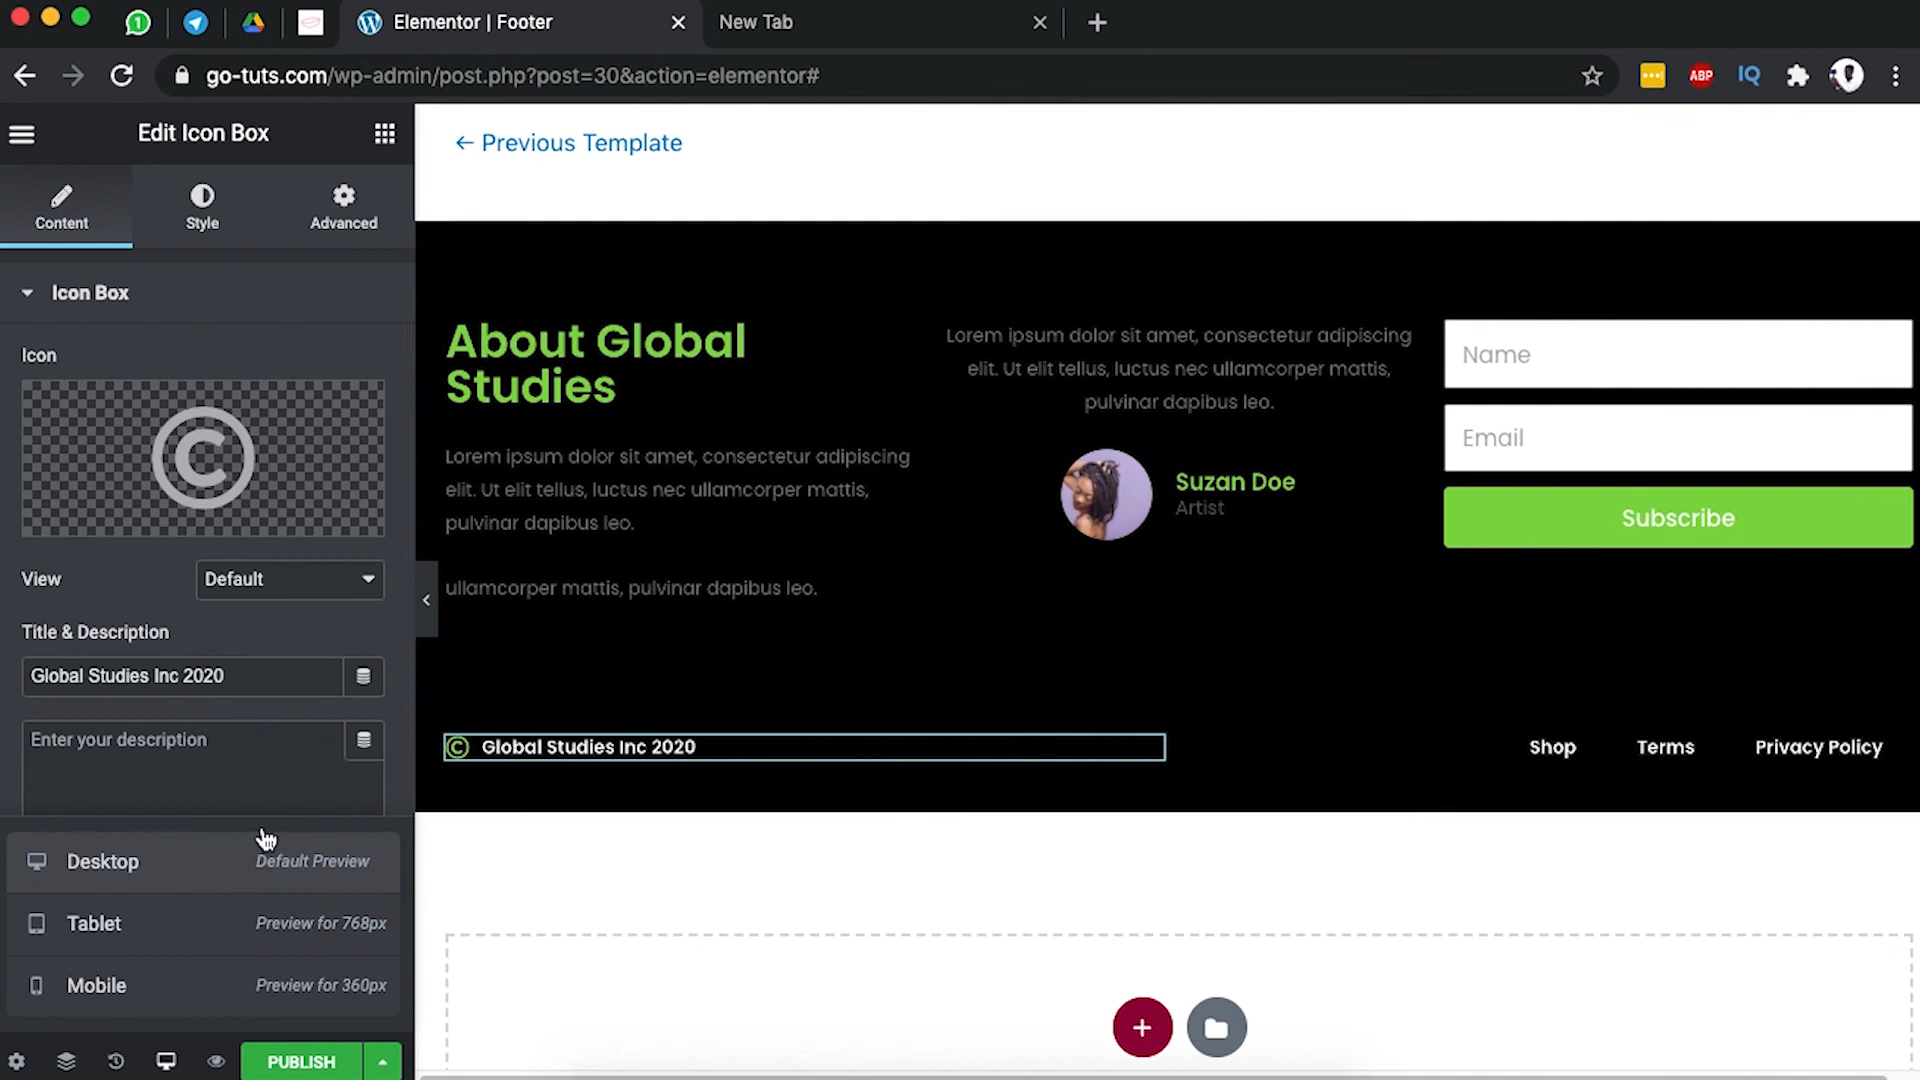 Elementor | Footer
New Tab
go-tuts.com/wp-admin/post.php?post=30&action=elementor#
ABP
IQ
Edit Icon Box
Content
Style
Advanced
Icon Box
Icon
View
Default
Title & Description
Global Studies Inc 2020
Enter your description
Desktop
Default Preview
Tablet
Preview for 768px
Mobile
Preview for 360px
PUBLISH
← Previous Template
About Global
Studies
Lorem ipsum dolor sit amet, consectetur adipiscing
elit. Ut elit tellus, luctus nec ullamcorper mattis,
pulvinar dapibus leo.
ullamcorper mattis, pulvinar dapibus leo.
Lorem ipsum dolor sit amet, consectetur adipiscing
elit. Ut elit tellus, luctus nec ullamcorper mattis,
pulvinar dapibus leo.
Suzan Doe
Artist
Name
Email
Subscribe
© Global Studies Inc 2020
Shop
Terms
Privacy Policy